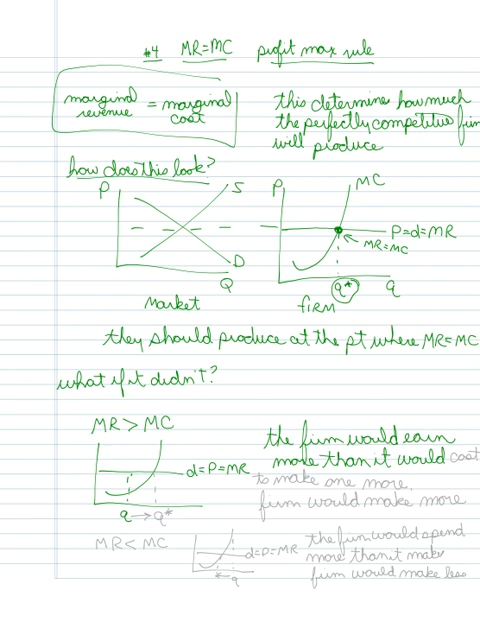 #4 MR=MC profit max rule
marginal revenue = marginal cost
this determines how much
the perfectly competitive firm
will produce
how does this look?
P S
D
Q
market
P MC
P=d=MR
MR=MC
q* q
FIRM
they should produce at the pt where MR=MC
what if it didn't?
MR > MC
d=P=MR
q → q*
the firm would earn
more than it would cost
to make one more,
firm would make more
MR < MC
d=P=MR
* q
the firm would spend
more than it makes
firm would make less